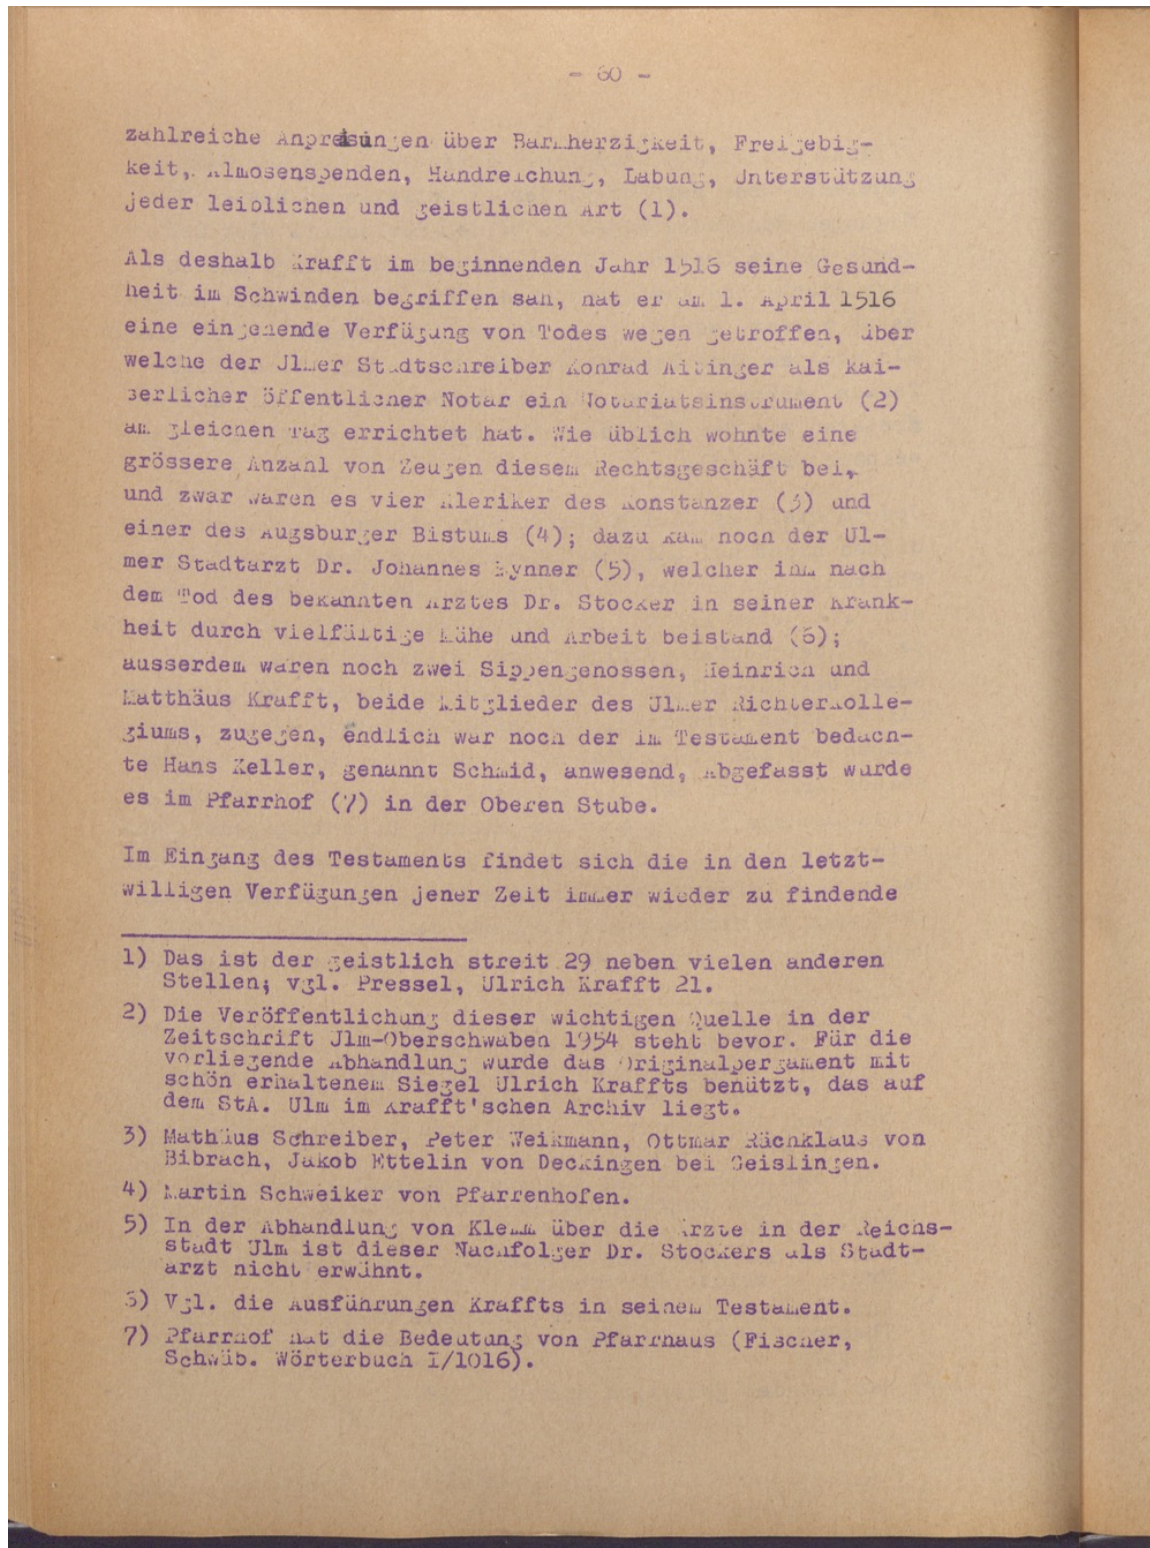 - 60 -
zahlreiche Anpreisungen über Barmherzigkeit, Freigebig-
keit, Almosenspenden, Handreichung, Labung, Unterstützung
jeder leiblichen und geistlichen Art (1).
Als deshalb Krafft im beginnenden Jahr 1516 seine Gesund-
heit im Schwinden begriffen sah, hat er am 1. April 1516
eine eingehende Verfügung von Todes wegen getroffen, über
welche der Ulmer Stadtschreiber Konrad Aitinger als kai-
serlicher öffentlicher Notar ein Notariatsinstrument (2)
am gleichen Tag errichtet hat. Wie üblich wohnte eine
grössere Anzahl von Zeugen diesem Rechtsgeschäft bei,
und zwar waren es vier Kleriker des Konstanzer (3) und
einer des Augsburger Bistums (4); dazu kam noch der Ul-
mer Stadtarzt Dr. Johannes Rynner (5), welcher ihm nach
dem Tod des bekannten Arztes Dr. Stocker in seiner Krank-
heit durch vielfältige Mühe und Arbeit beistand (6);
ausserdem waren noch zwei Sippengenossen, Heinrich und
Matthäus Krafft, beide Mitglieder des Ulmer Richterkolle-
giums, zugegen, endlich war noch der im Testament bedach-
te Hans Keller, genannt Schmid, anwesend, Abgefasst wurde
es im Pfarrhof (7) in der Oberen Stube.
Im Eingang des Testaments findet sich die in den letzt-
willigen Verfügungen jener Zeit immer wieder zu findende
1) Das ist der geistlich streit 29 neben vielen anderen
Stellen; vgl. Pressel, Ulrich Krafft 21.
2) Die Veröffentlichung dieser wichtigen Quelle in der
Zeitschrift Ulm-Oberschwaben 1954 steht bevor. Für die
vorliegende Abhandlung wurde das Originalpergament mit
schön erhaltenem Siegel Ulrich Kraffts benützt, das auf
dem StA. Ulm im Krafft'schen Archiv liegt.
3) Mathäus Schreiber, Peter Weikmann, Ottmar Rächklaus von
Bibrach, Jakob Ettelin von Deckingen bei Geislingen.
4) Martin Schweiker von Pfarrenhofen.
5) In der Abhandlung von Klemm über die Ärzte in der Reichs-
stadt Ulm ist dieser Nachfolger Dr. Stockers als Stadt-
arzt nicht erwähnt.
6) Vgl. die Ausführungen Kraffts in seinem Testament.
7) Pfarrhof hat die Bedeutung von Pfarrhaus (Fischer,
Schwäb. Wörterbuch I/1016).